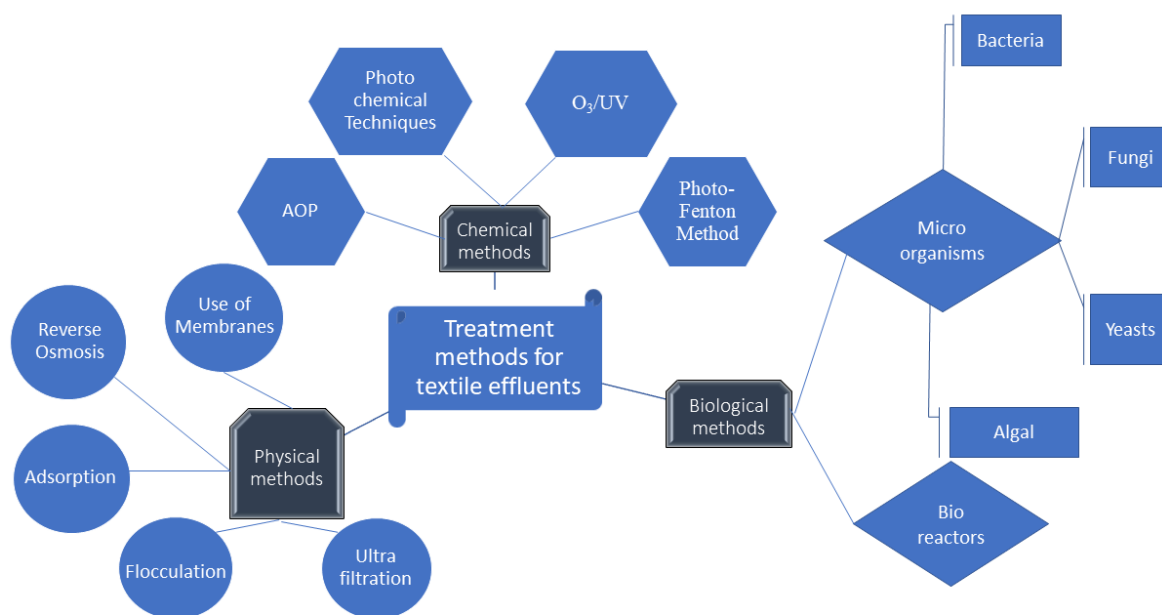 Photo
chemical
Techniques
O₃/UV
AOP
Photo-
Fenton
Method
Chemical
methods
Treatment
methods for
textile effluents
Use of
Membranes
Reverse
Osmosis
Adsorption
Physical
methods
Flocculation
Ultra
filtration
Biological
methods
Micro
organisms
Bacteria
Fungi
Yeasts
Algal
Bio
reactors